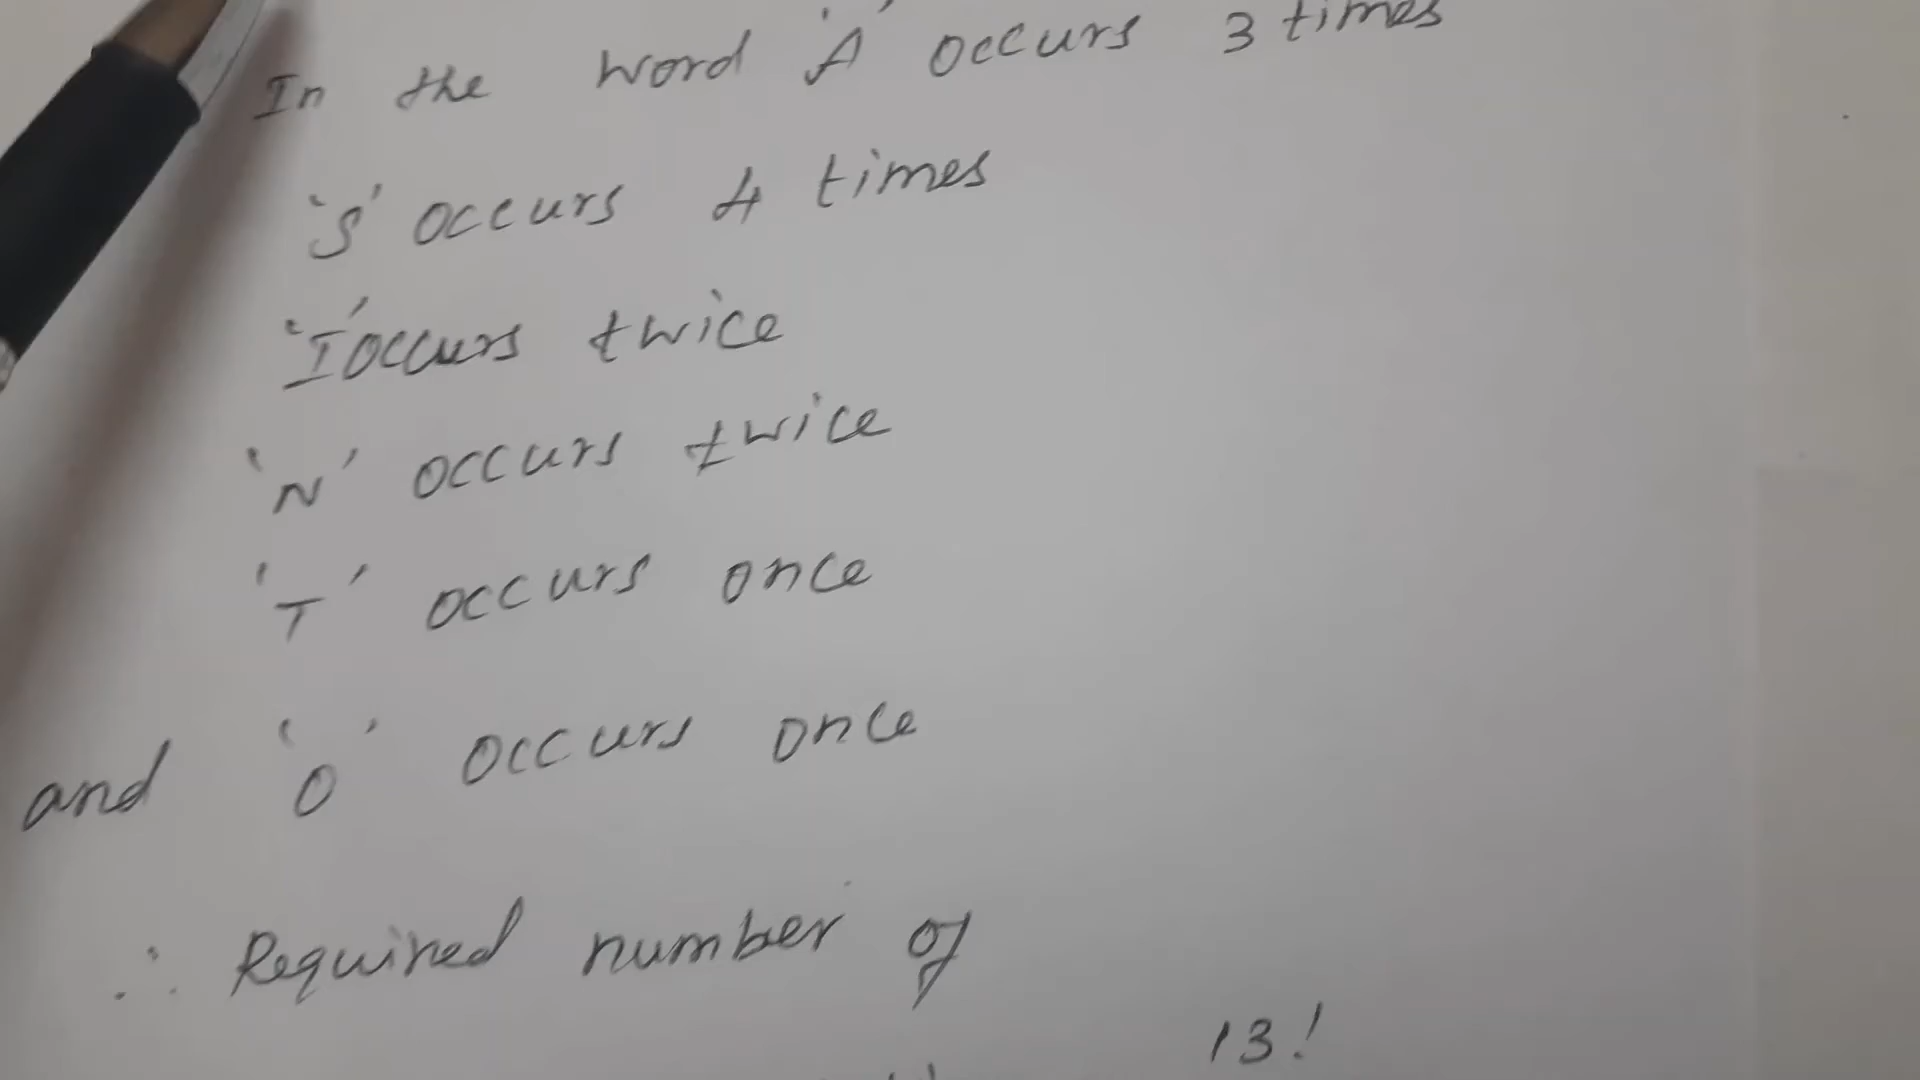 In the word 'A' occurs 3 times
'S' occurs 4 times
'I' occurs twice
'N' occurs twice
'T' occurs once
and 'O' occurs once
∴ Required number of
13!